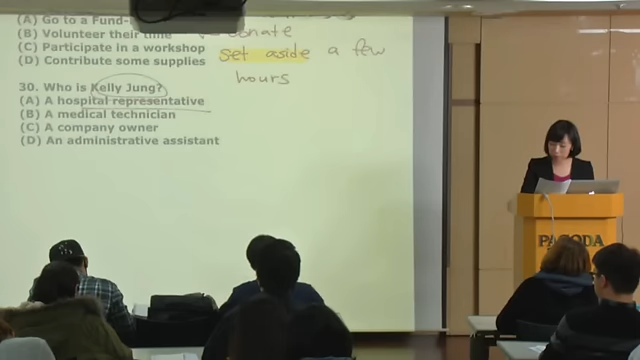 (A) Go to a Fund-
(B) Volunteer their time
(C) Participate in a workshop
(D) Contribute some supplies
set aside a few
hours
30. Who is Kelly Jung?
(A) A hospital representative
(B) A medical technician
(C) A company owner
(D) An administrative assistant
PAGODA